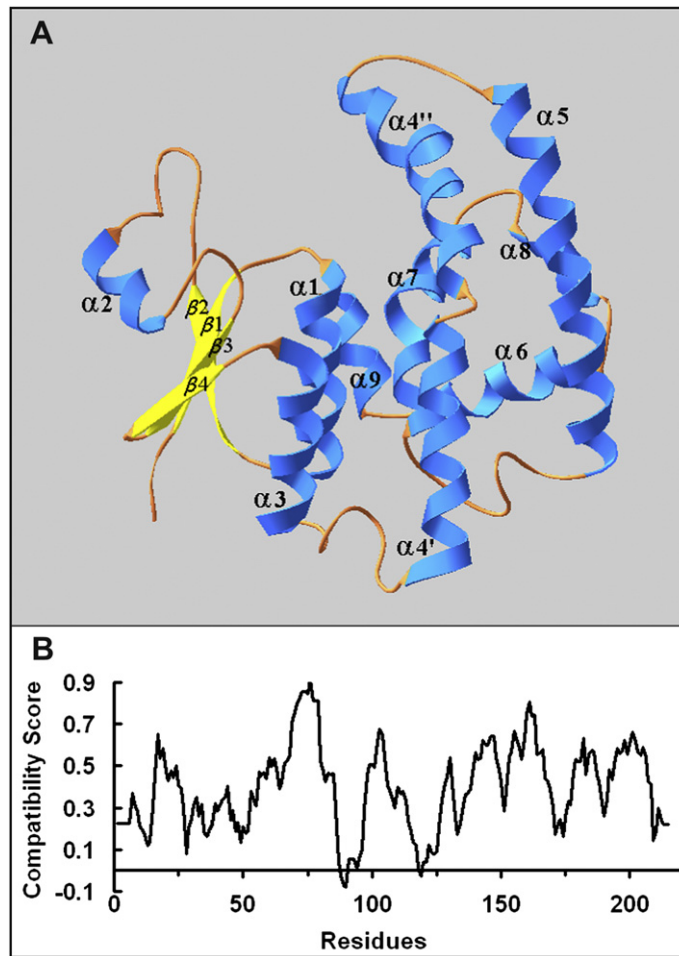 A
α4"
α5
α2
α1
α7
α8
β2
β1
β3
β4
α9
α6
α3
α4'
B
Compatibility Score
0.9
0.7
0.5
0.3
0.1
-0.1
0 50 100 150 200
Residues